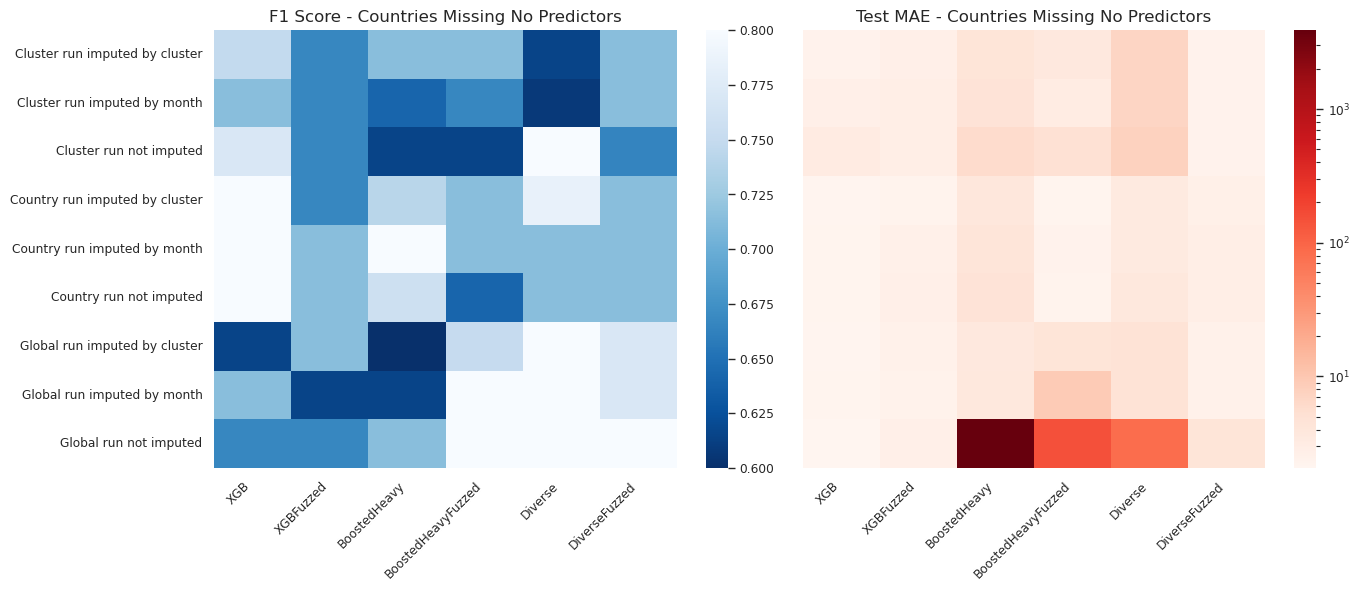 F1 Score - Countries Missing No Predictors
Cluster run imputed by cluster
Cluster run imputed by month
Cluster run not imputed
Country run imputed by cluster
Country run imputed by month
Country run not imputed
Global run imputed by cluster
Global run imputed by month
Global run not imputed
XGB
XGBFuzzed
BoostedHeavy
BoostedHeavyFuzzed
Diverse
DiverseFuzzed
0.800
0.775
0.750
0.725
0.700
0.675
0.650
0.625
0.600
Test MAE - Countries Missing No Predictors
XGB
XGBFuzzed
BoostedHeavy
BoostedHeavyFuzzed
Diverse
DiverseFuzzed
10³
10²
10¹